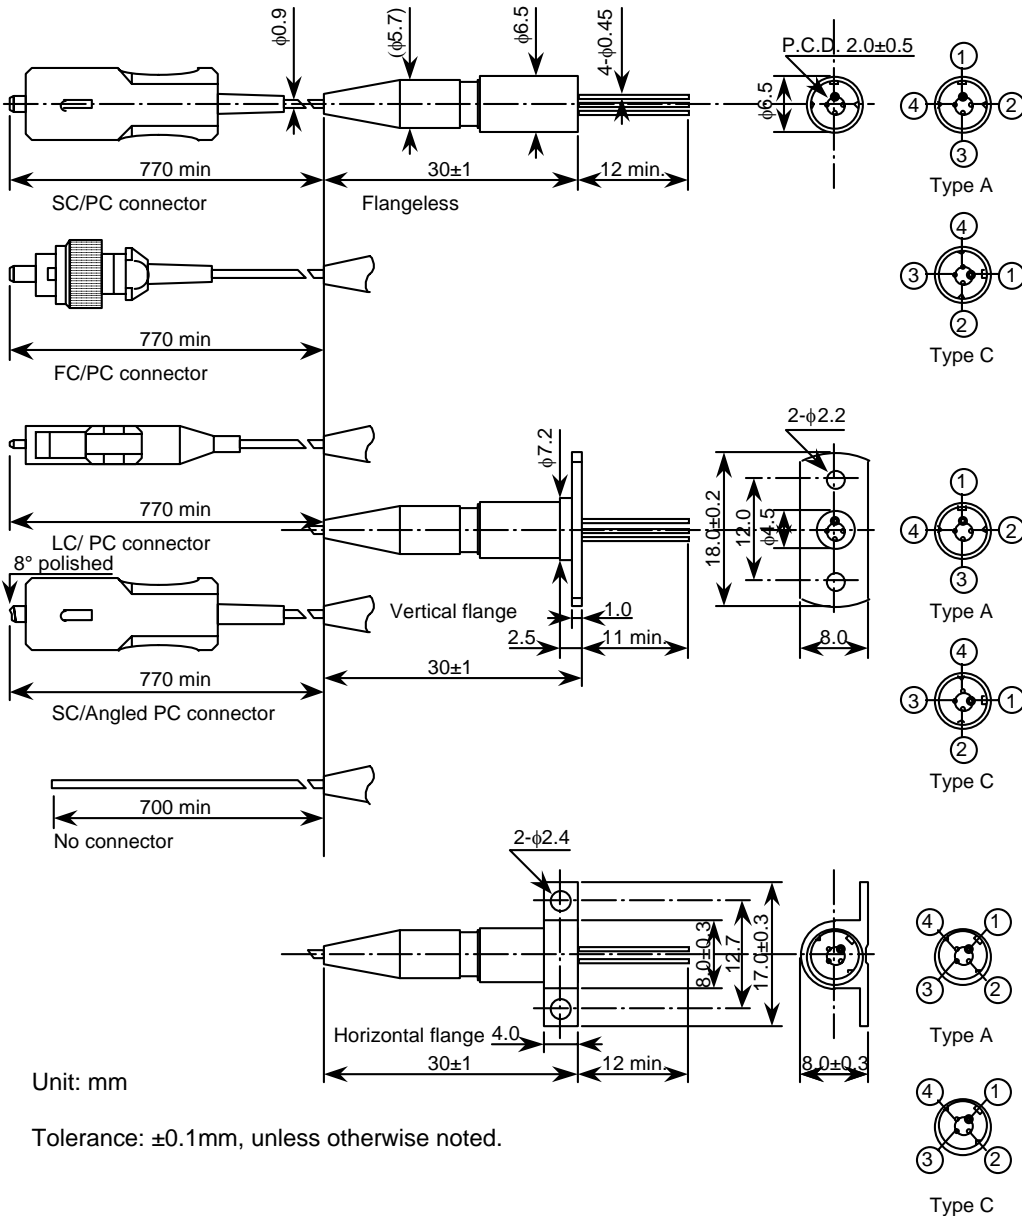 ϕ0.9
(ϕ5.7)
ϕ6.5
4-ϕ0.45
P.C.D. 2.0±0.5
ϕ6.5
1
4
2
3
Type A
770 min
30±1
12 min.
SC/PC connector
Flangeless
4
3
1
2
Type C
770 min
FC/PC connector
2-ϕ2.2
ϕ7.2
18.0±0.2
12.0
ϕ4.5
1
4
2
3
Type A
770 min
LC/ PC connector
8° polished
Vertical flange
1.0
2.5
11 min.
8.0
30±1
770 min
SC/Angled PC connector
4
3
1
2
Type C
700 min
No connector
2-ϕ2.4
8.0±0.3
12.7
17.0±0.3
4
1
3
2
Type A
Horizontal flange
4.0
30±1
12 min.
8.0±0.3
Unit: mm
Tolerance: ±0.1mm, unless otherwise noted.
4
1
3
2
Type C